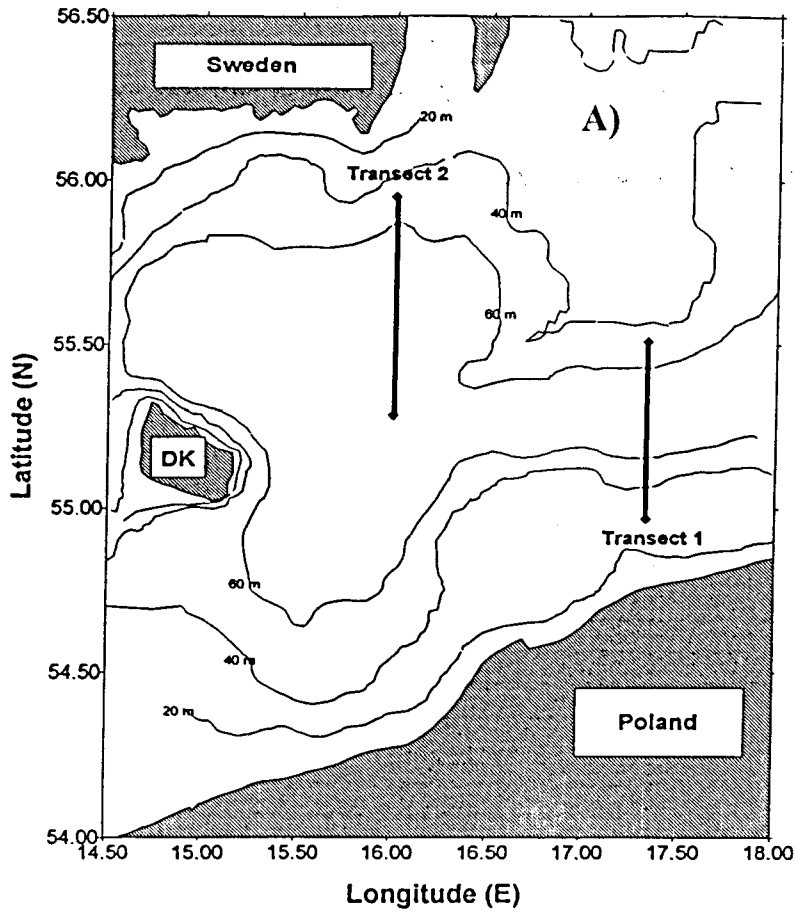 56.50
Sweden
A)
20 m
56.00
Transect 2
40 m
60 m
55.50
Latitude (N)
DK
55.00
Transect 1
60 m
40 m
54.50
20 m
Poland
54.00
14.50 15.00 15.50 16.00 16.50 17.00 17.50 18.00
Longitude (E)